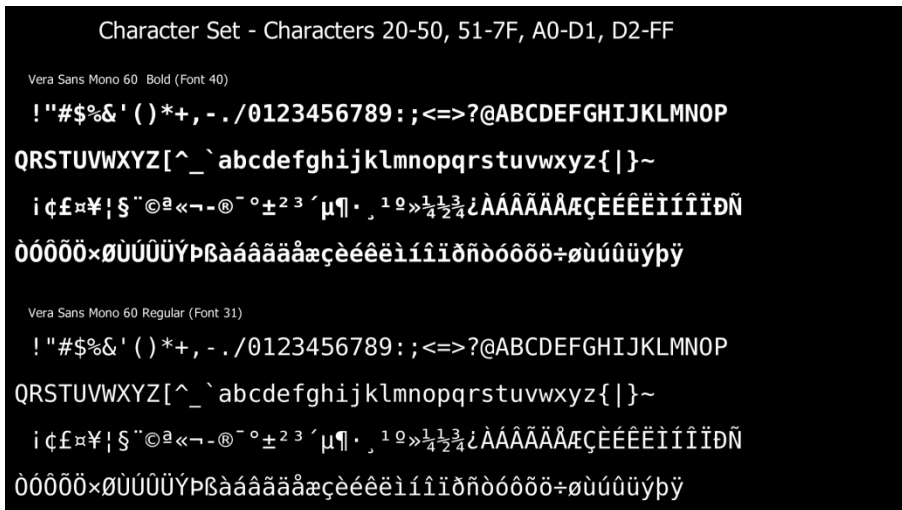 Character Set - Characters 20-50, 51-7F, A0-D1, D2-FF
Vera Sans Mono 60  Bold (Font 40)
 !"#$%&'()*+,-./0123456789:;<=>?@ABCDEFGHIJKLMNOP
QRSTUVWXYZ[^_`abcdefghijklmnopqrstuvwxyz{|}~
 ¡¢£¤¥¦§¨©ª«¬-®¯°±²³´µ¶·¸¹º»¼½¾¿ÀÁÂÃÄÅÆÇÈÉÊËÌÍÎÏÐÑ
ÒÓÔÕÖ×ØÙÚÛÜÝÞßàáâãäåæçèéêëìíîïðñòóôõö÷øùúûüýþÿ
Vera Sans Mono 60 Regular (Font 31)
 !"#$%&'()*+,-./0123456789:;<=>?@ABCDEFGHIJKLMNOP
QRSTUVWXYZ[^_`abcdefghijklmnopqrstuvwxyz{|}~
 ¡¢£¤¥¦§¨©ª«¬-®¯°±²³´µ¶·¸¹º»¼½¾¿ÀÁÂÃÄÅÆÇÈÉÊËÌÍÎÏÐÑ
ÒÓÔÕÖ×ØÙÚÛÜÝÞßàáâãäåæçèéêëìíîïðñòóôõö÷øùúûüýþÿ